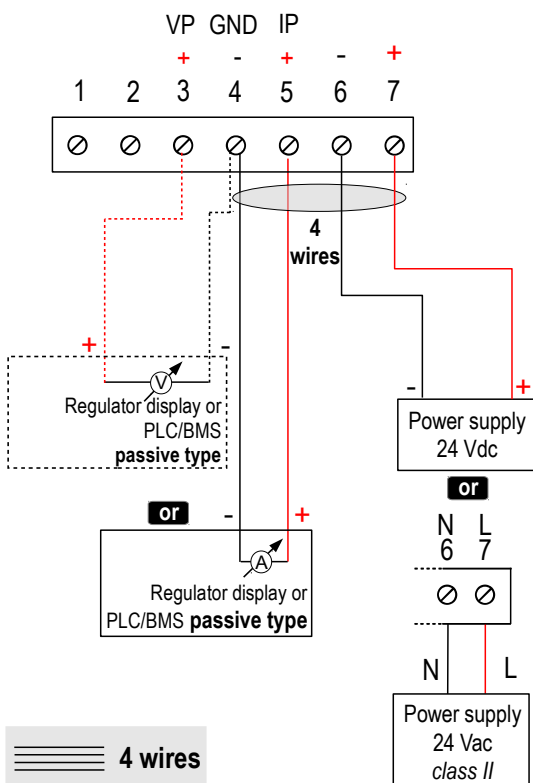 VP GND IP
+ - + - +
1 2 3 4 5 6 7
4
wires
+ -
V
Regulator display or
PLC/BMS
passive type
- +
Power supply
24 Vdc
or
or
- +
A
Regulator display or
PLC/BMS passive type
N L
6 7
N L
Power supply
24 Vac
class II
4 wires